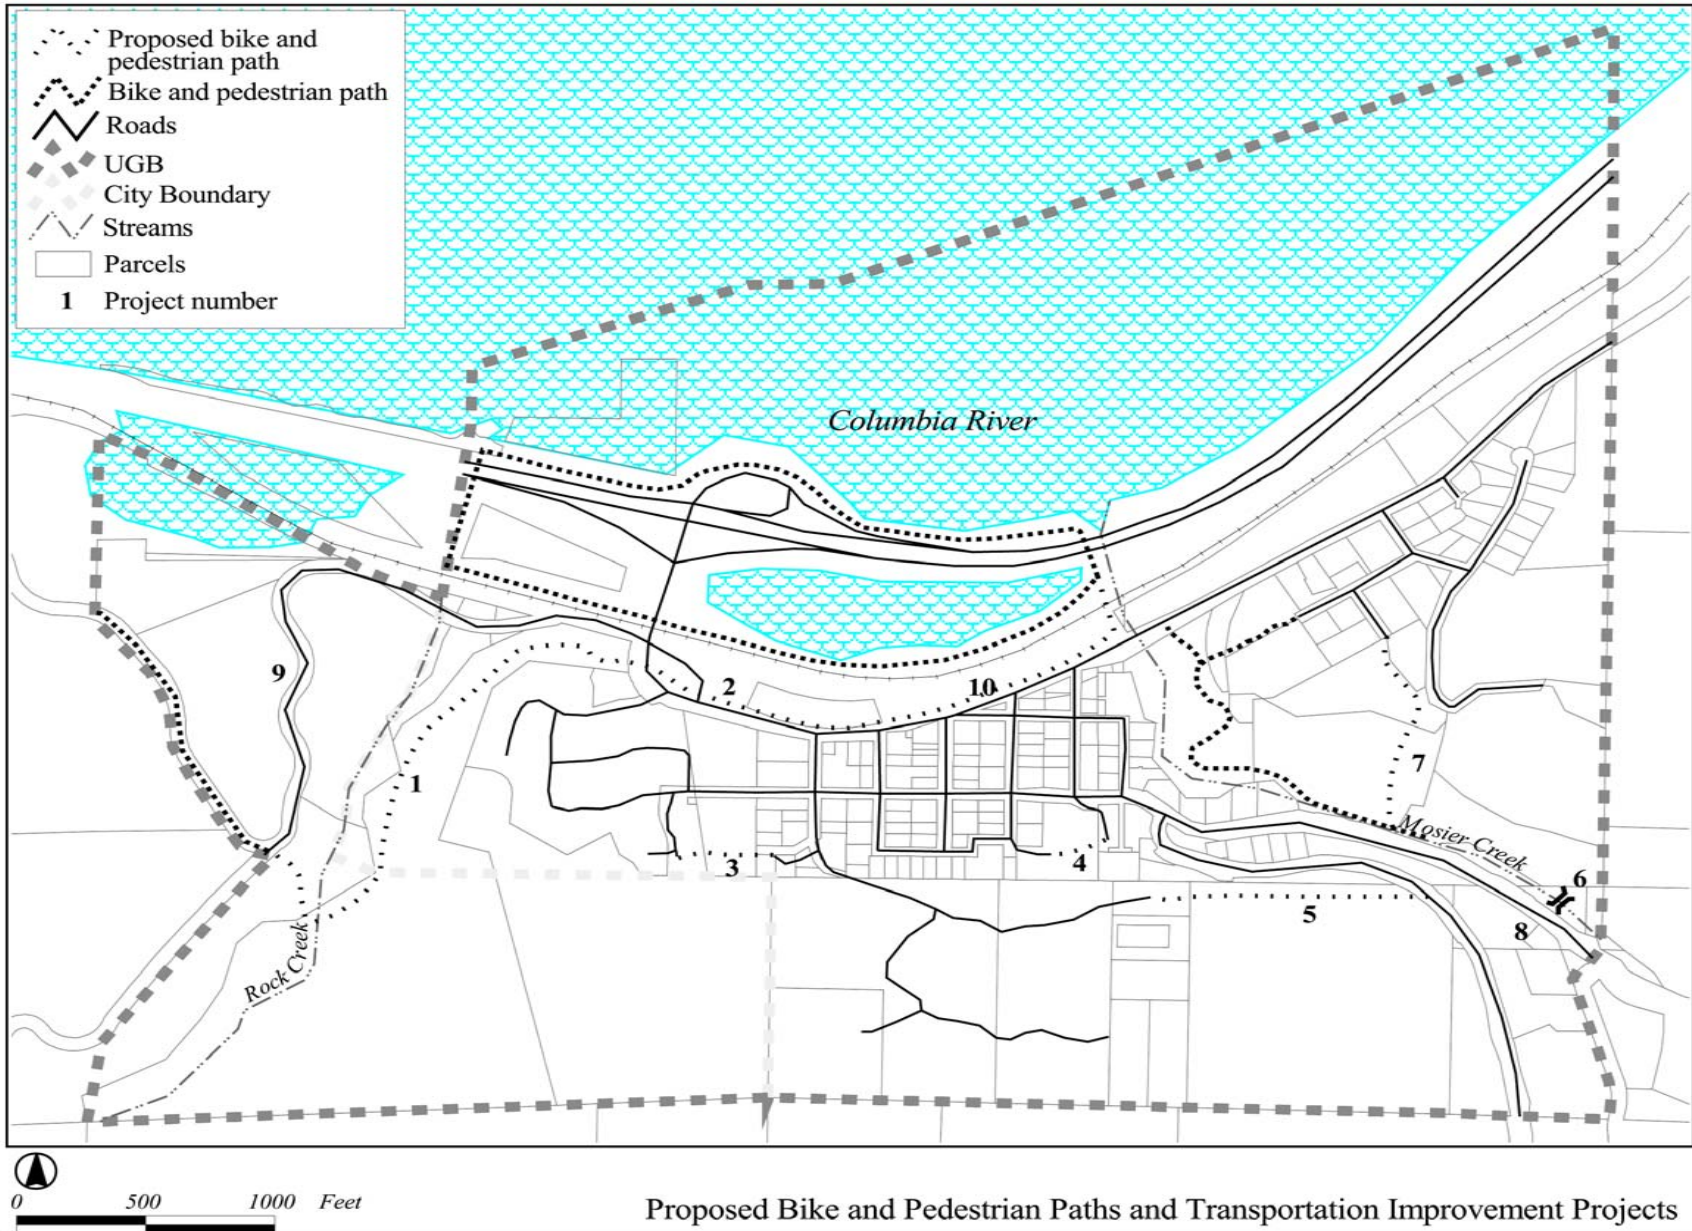 Proposed bike and
pedestrian path
Bike and pedestrian path
Roads
UGB
City Boundary
Streams
Parcels
1 Project number
Columbia River
9
2
10
1
7
3
4
Mosier Creek
6
5
8
Rock Creek
0 500 1000 Feet
Proposed Bike and Pedestrian Paths and Transportation Improvement Projects